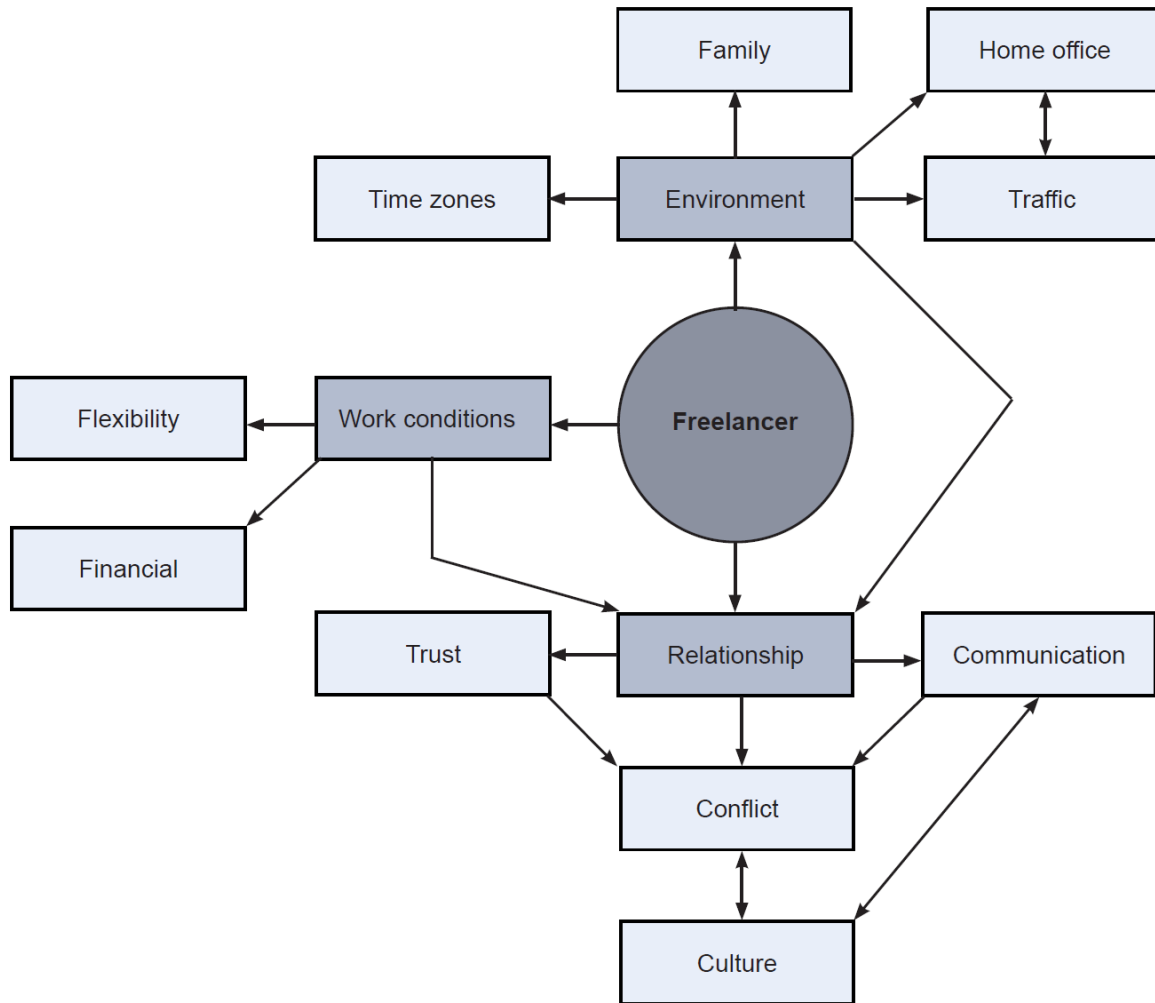 Family
Home office
Time zones
Environment
Traffic
Flexibility
Work conditions
Freelancer
Financial
Trust
Relationship
Communication
Conflict
Culture